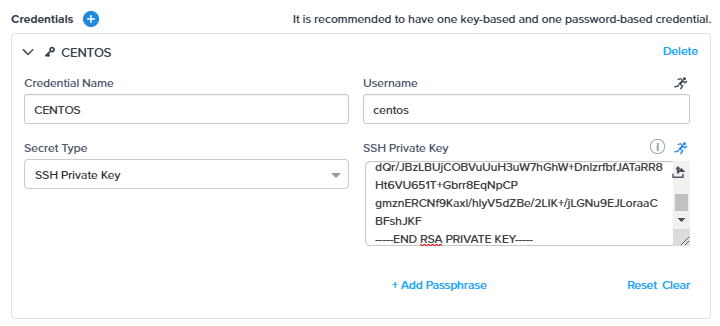 Credentials
It is recommended to have one key-based and one password-based credential.
CENTOS
Delete
Credential Name
Username
CENTOS
centos
Secret Type
SSH Private Key
SSH Private Key
dQr/JBzLBUjCOBVuUuH3uW7hGhW+DnIzrfbfJATaRR8
Ht6VU651T+Gbrr8EqNpCP
gmznERCNf9Kaxl/hlyV5dZBe/2LIK+/jLGNu9EJLoraaC
BFshJKF
-----END RSA PRIVATE KEY-----
+ Add Passphrase
Reset Clear